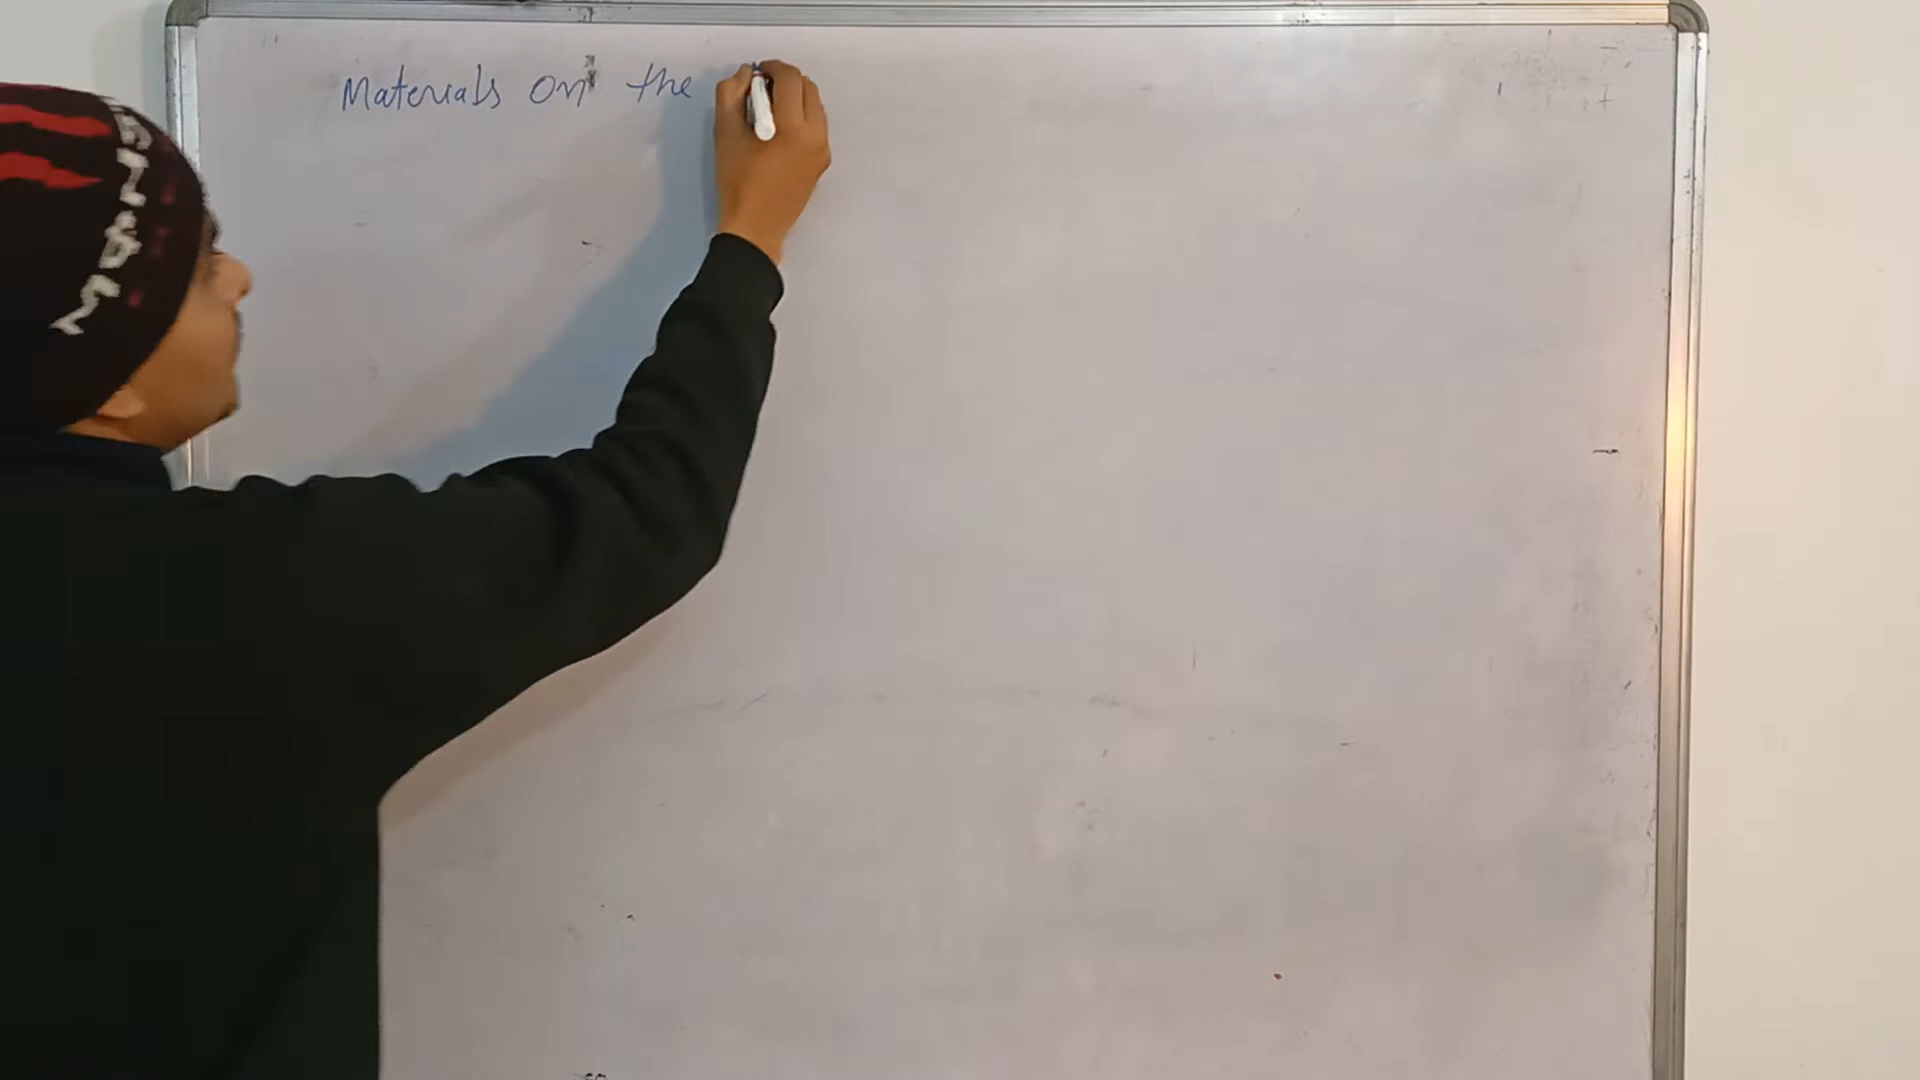 Materials on the